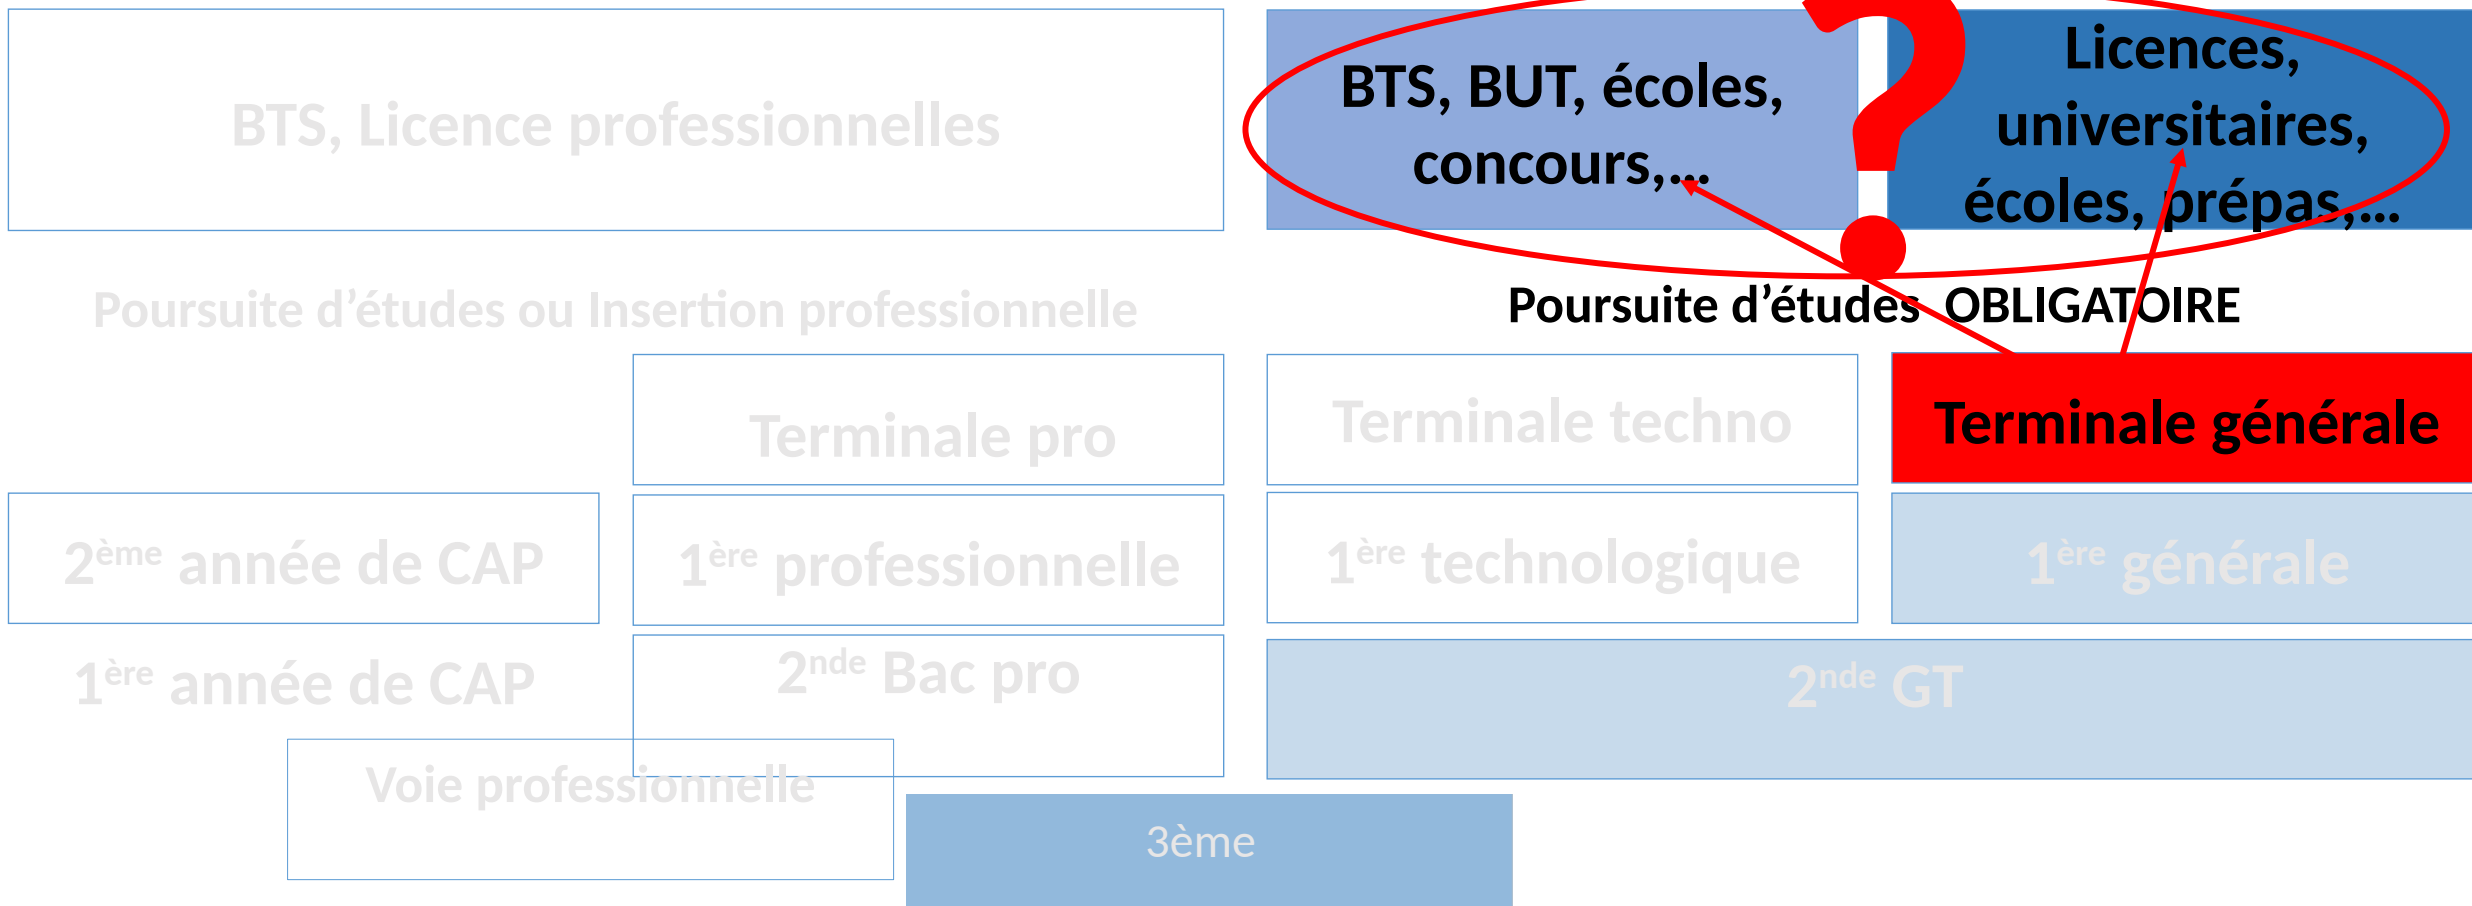 BTS, Licence professionnelles
BTS, BUT, écoles,
concours,...
?
Licences,
universitaires,
écoles, prépas,...
Poursuite d’études ou Insertion professionnelle
Poursuite d’études OBLIGATOIRE
Terminale pro
Terminale techno
Terminale générale
2ème année de CAP
1ère professionnelle
1ère technologique
1ère générale
1ère année de CAP
2nde Bac pro
2nde GT
Voie professionnelle
3ème